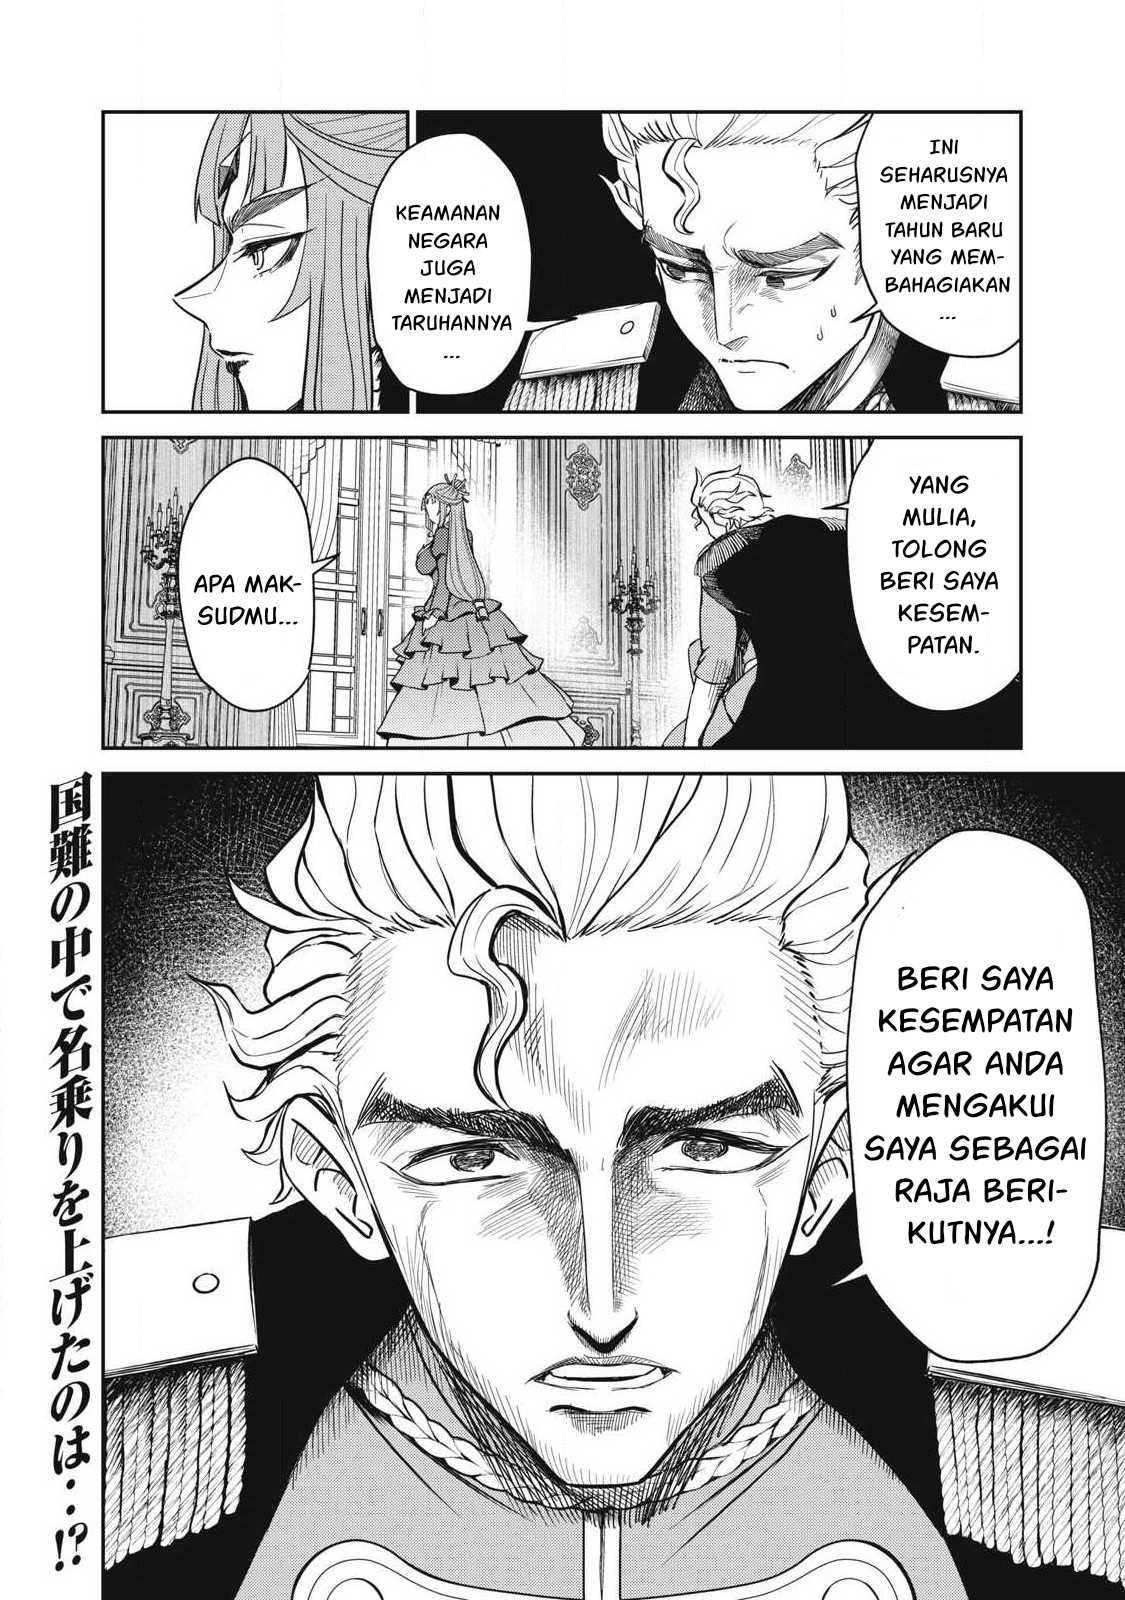 INI
SEHARUSNYA
MENJADI
TAHUN BARU
YANG MEM-
BAHAGIAKAN
...
KEAMANAN
NEGARA
JUGA
MENJADI
TARUHANNYA
...
YANG
MULIA,
TOLONG
BERI SAYA
KESEM-
PATAN.
APA MAK-
SUDMU...
BERI SAYA
KESEMPATAN
AGAR ANDA
MENGAKUI
SAYA SEBAGAI
RAJA BERI-
KUTNYA...!
国難の中で名乗りを上げたのは・・!?